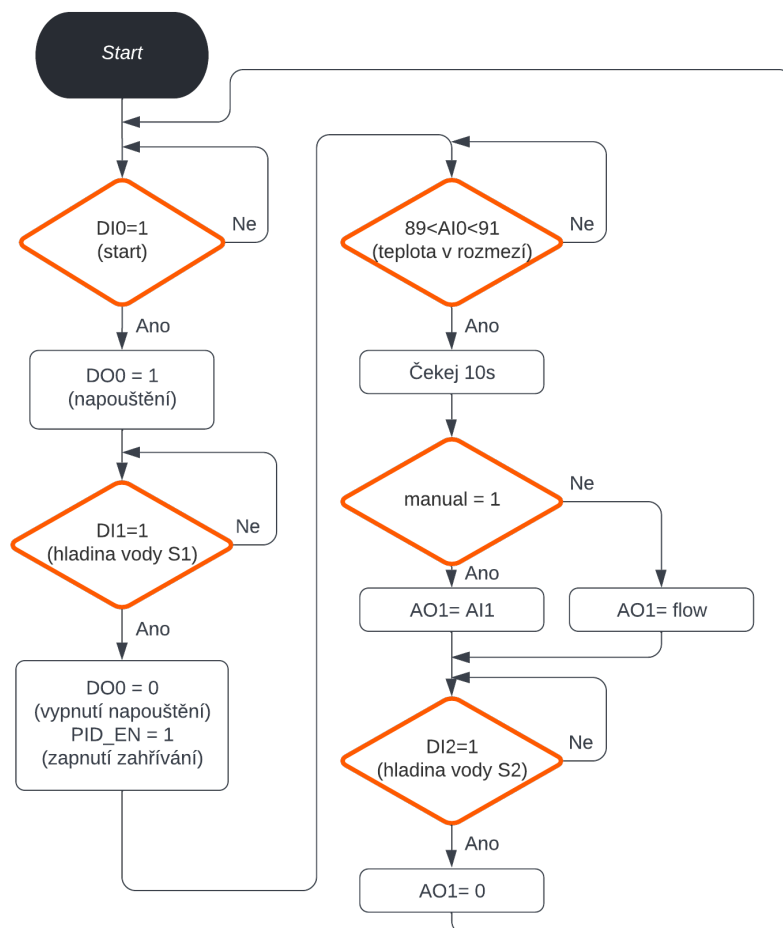 Start
DI0=1
(start)
Ne
Ano
DO0 = 1
(napouštění)
DI1=1
(hladina vody S1)
Ne
Ano
DO0 = 0
(vypnutí napouštění)
PID_EN = 1
(zapnutí zahřívání)
89<AI0<91
(teplota v rozmezí)
Ne
Ano
Čekej 10s
manual = 1
Ne
Ano
AO1= AI1
AO1= flow
DI2=1
(hladina vody S2)
Ne
Ano
AO1= 0